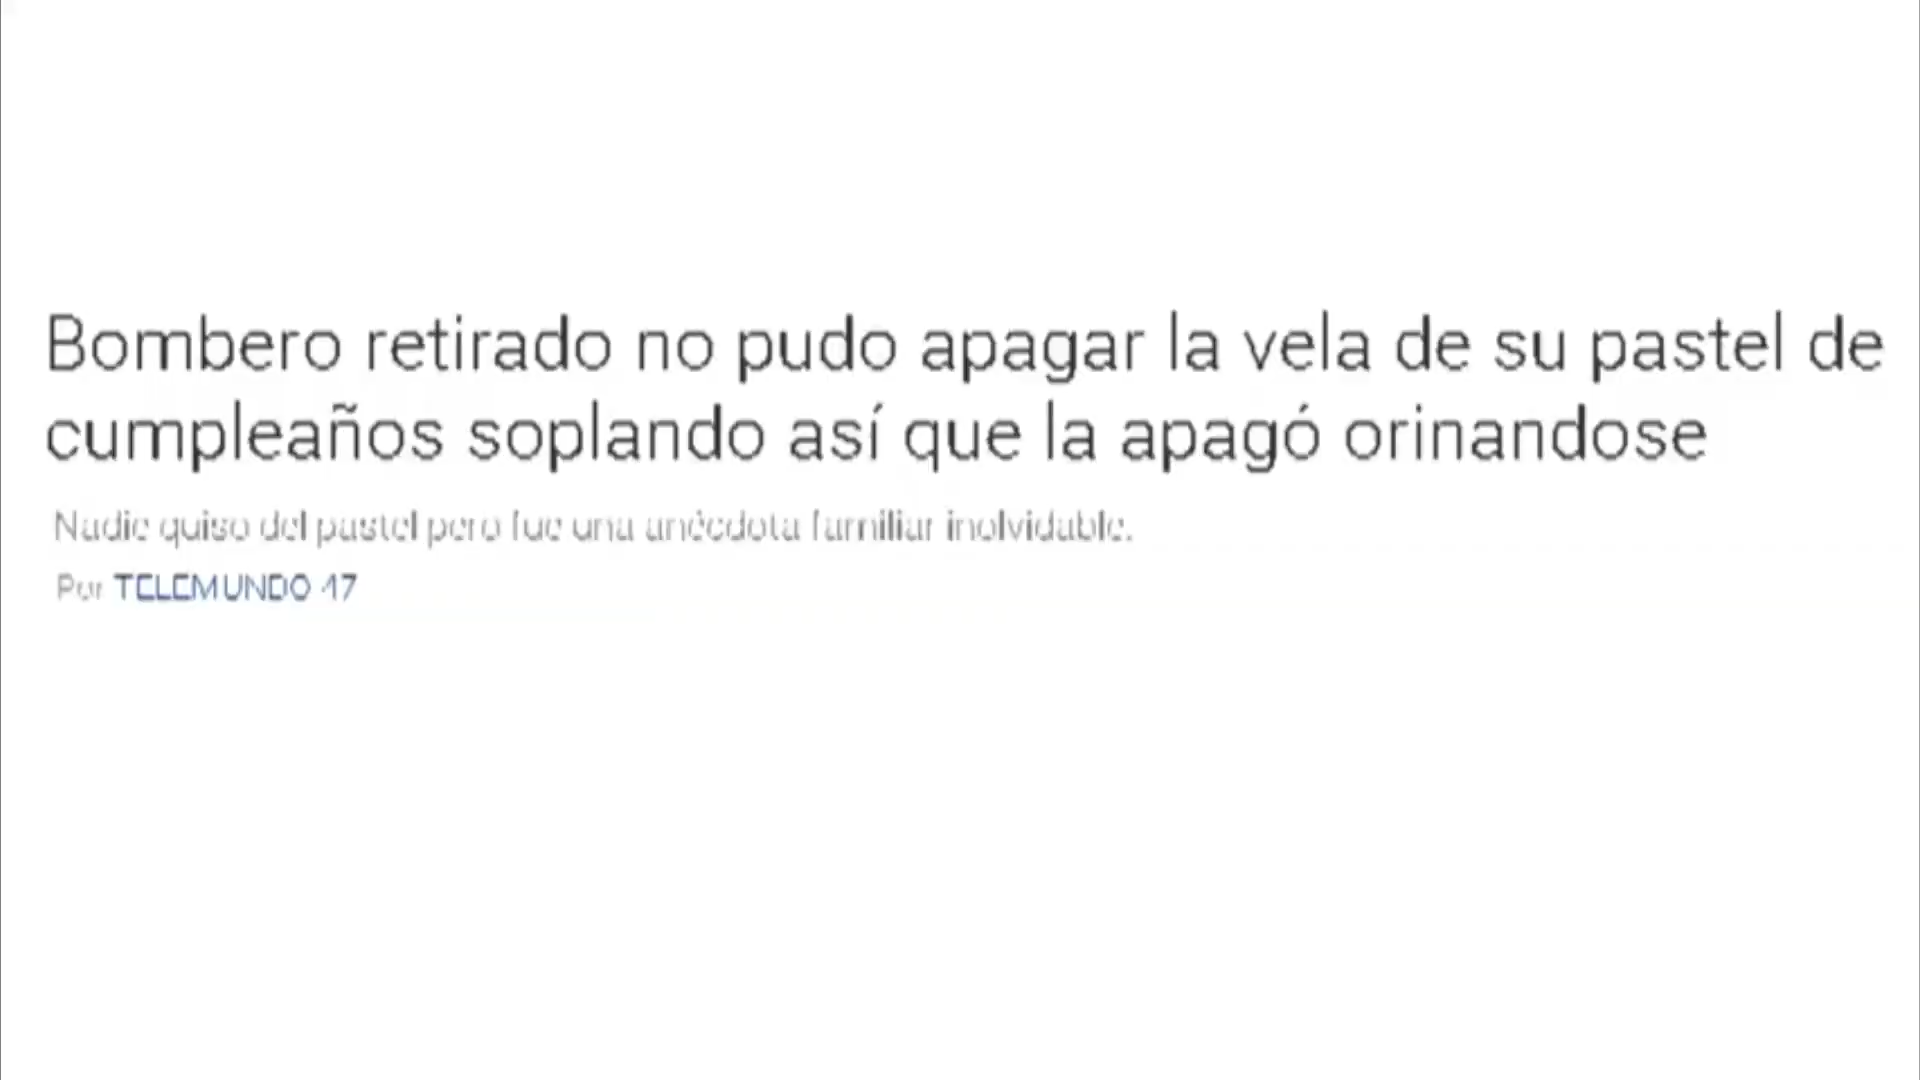 Bombero retirado no pudo apagar la vela de su pastel de
cumpleaños soplando así que la apagó orinandose
Nadie quiso del pastel pero fue una anécdota familiar inolvidable.
Por TELEMUNDO 47